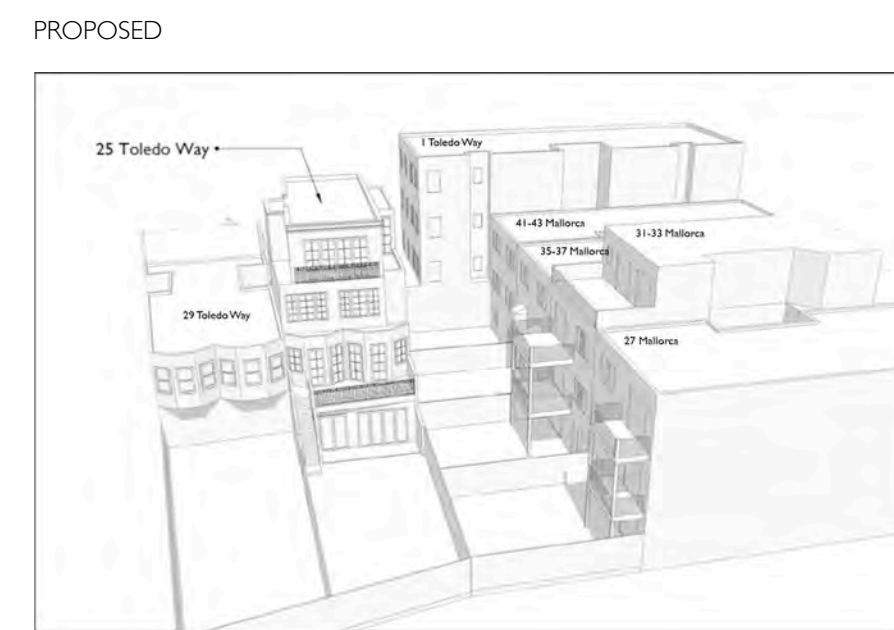 PROPOSED
25 Toledo Way
1 Toledo Way
41-43 Mallorca
31-33 Mallorca
35-37 Mallorca
29 Toledo Way
27 Mallorca